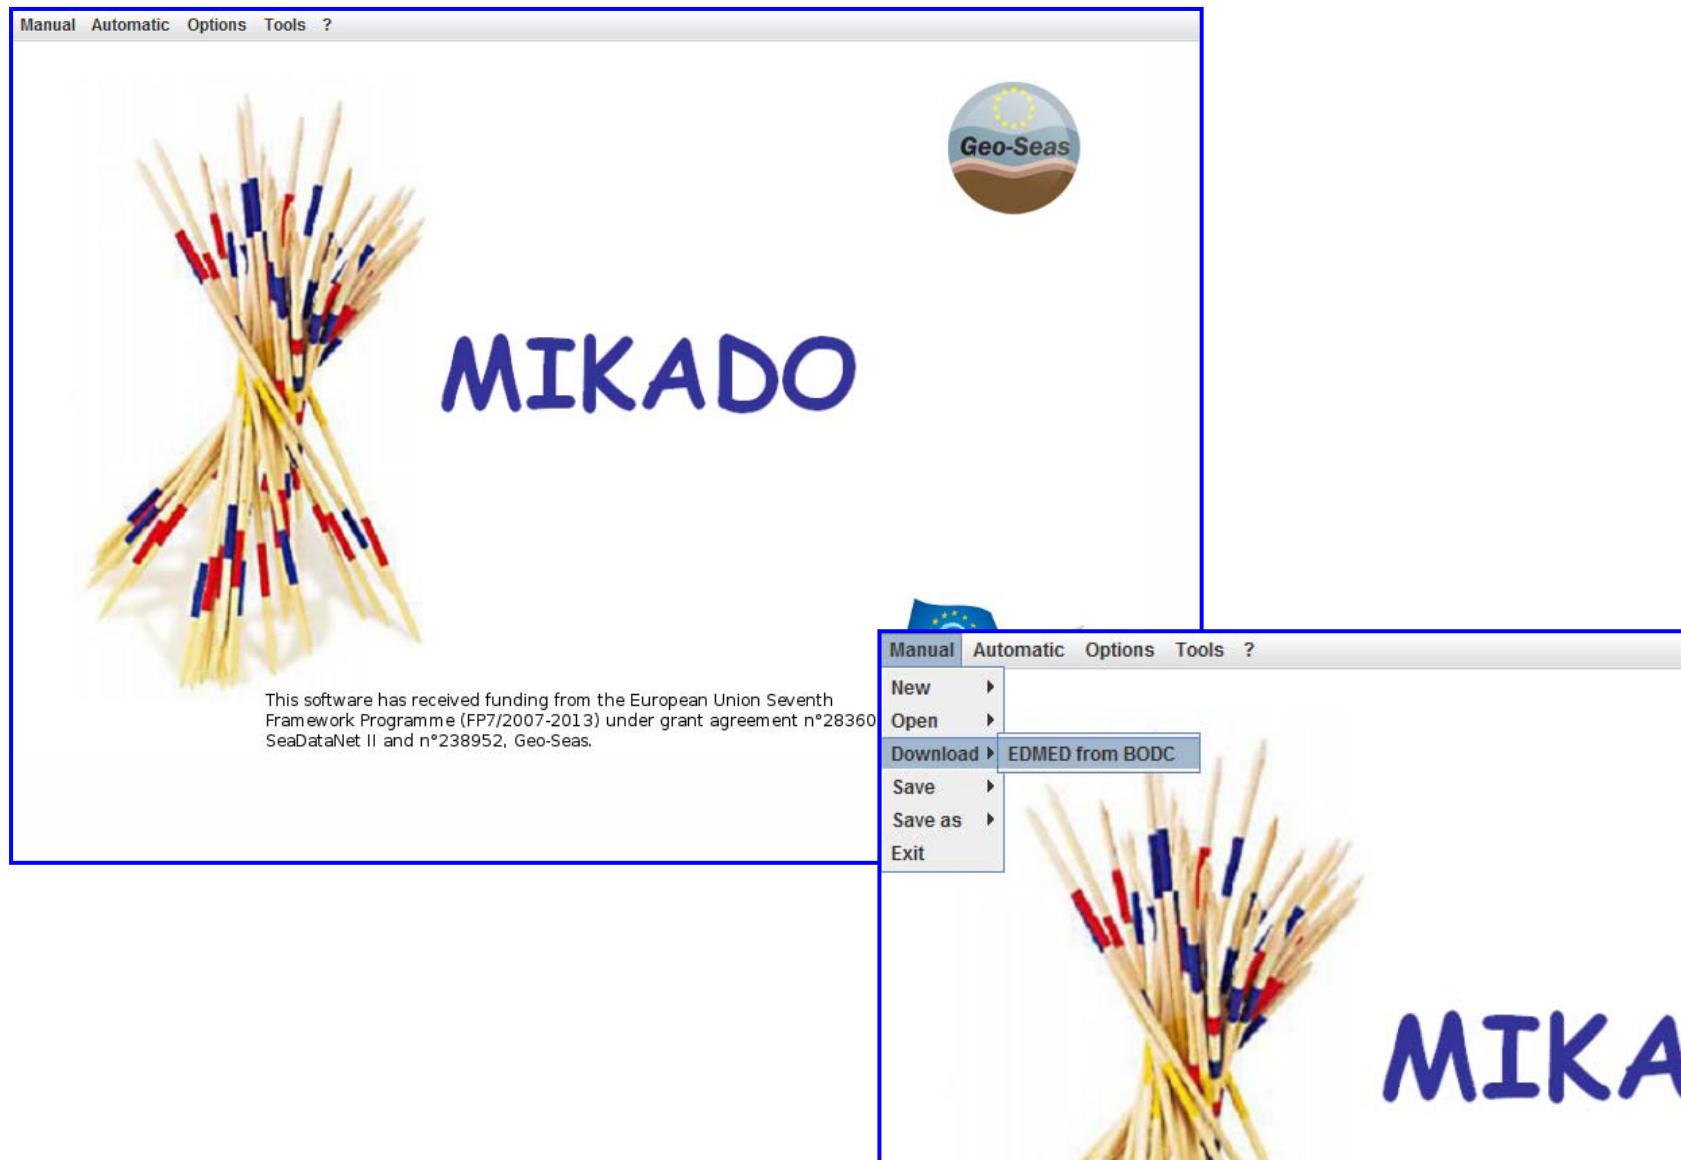 Manual Automatic Options Tools ?
Geo-Seas
MIKADO
This software has received funding from the European Union Seventh
Framework Programme (FP7/2007-2013) under grant agreement n°28360
SeaDataNet II and n°238952, Geo-Seas.
Manual Automatic Options Tools ?
New
Open
Download EDMED from BODC
Save
Save as
Exit
MIKA